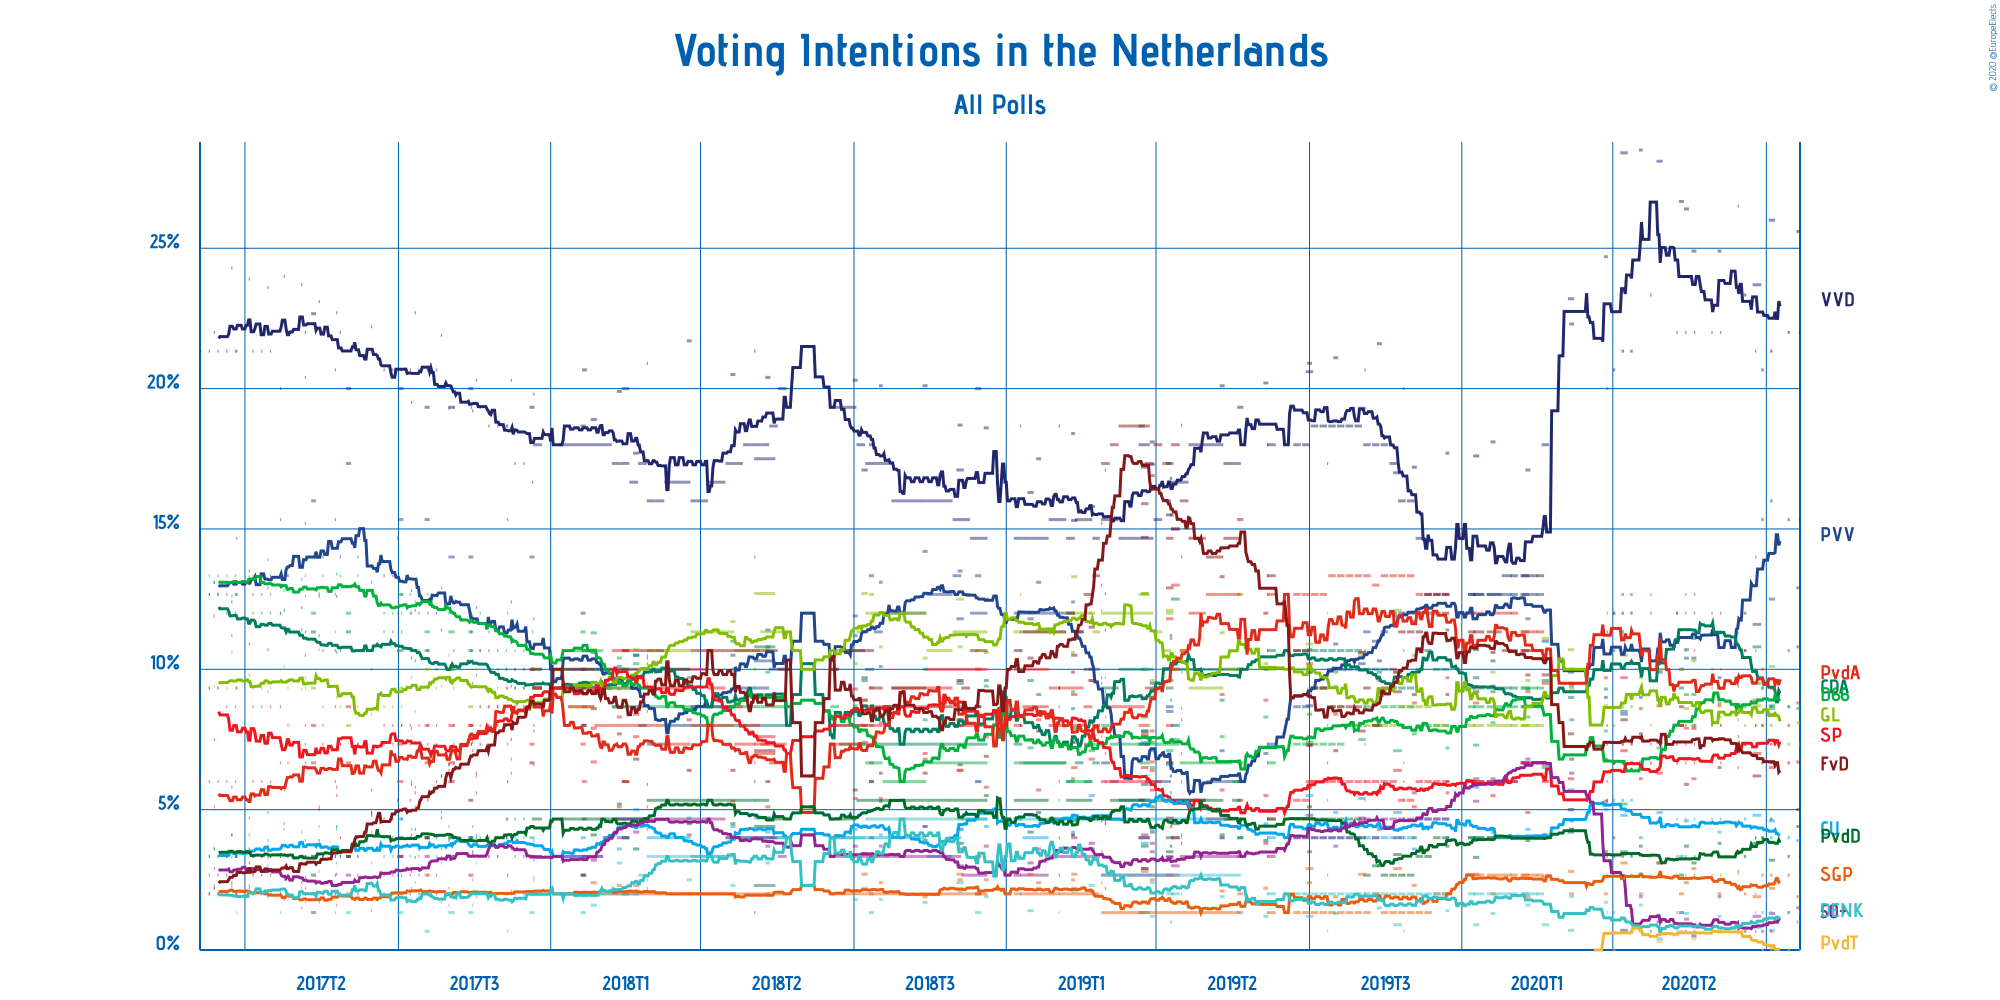 © 2020 @EuropeElects
Voting Intentions in the Netherlands
All Polls
25%
20%
15%
10%
5%
0%
VVD
PVV
PvdA
CDA
D66
GL
SP
FvD
CU
PvdD
SGP
50+
DENK
PvdT
2017T2
2017T3
2018T1
2018T2
2018T3
2019T1
2019T2
2019T3
2020T1
2020T2